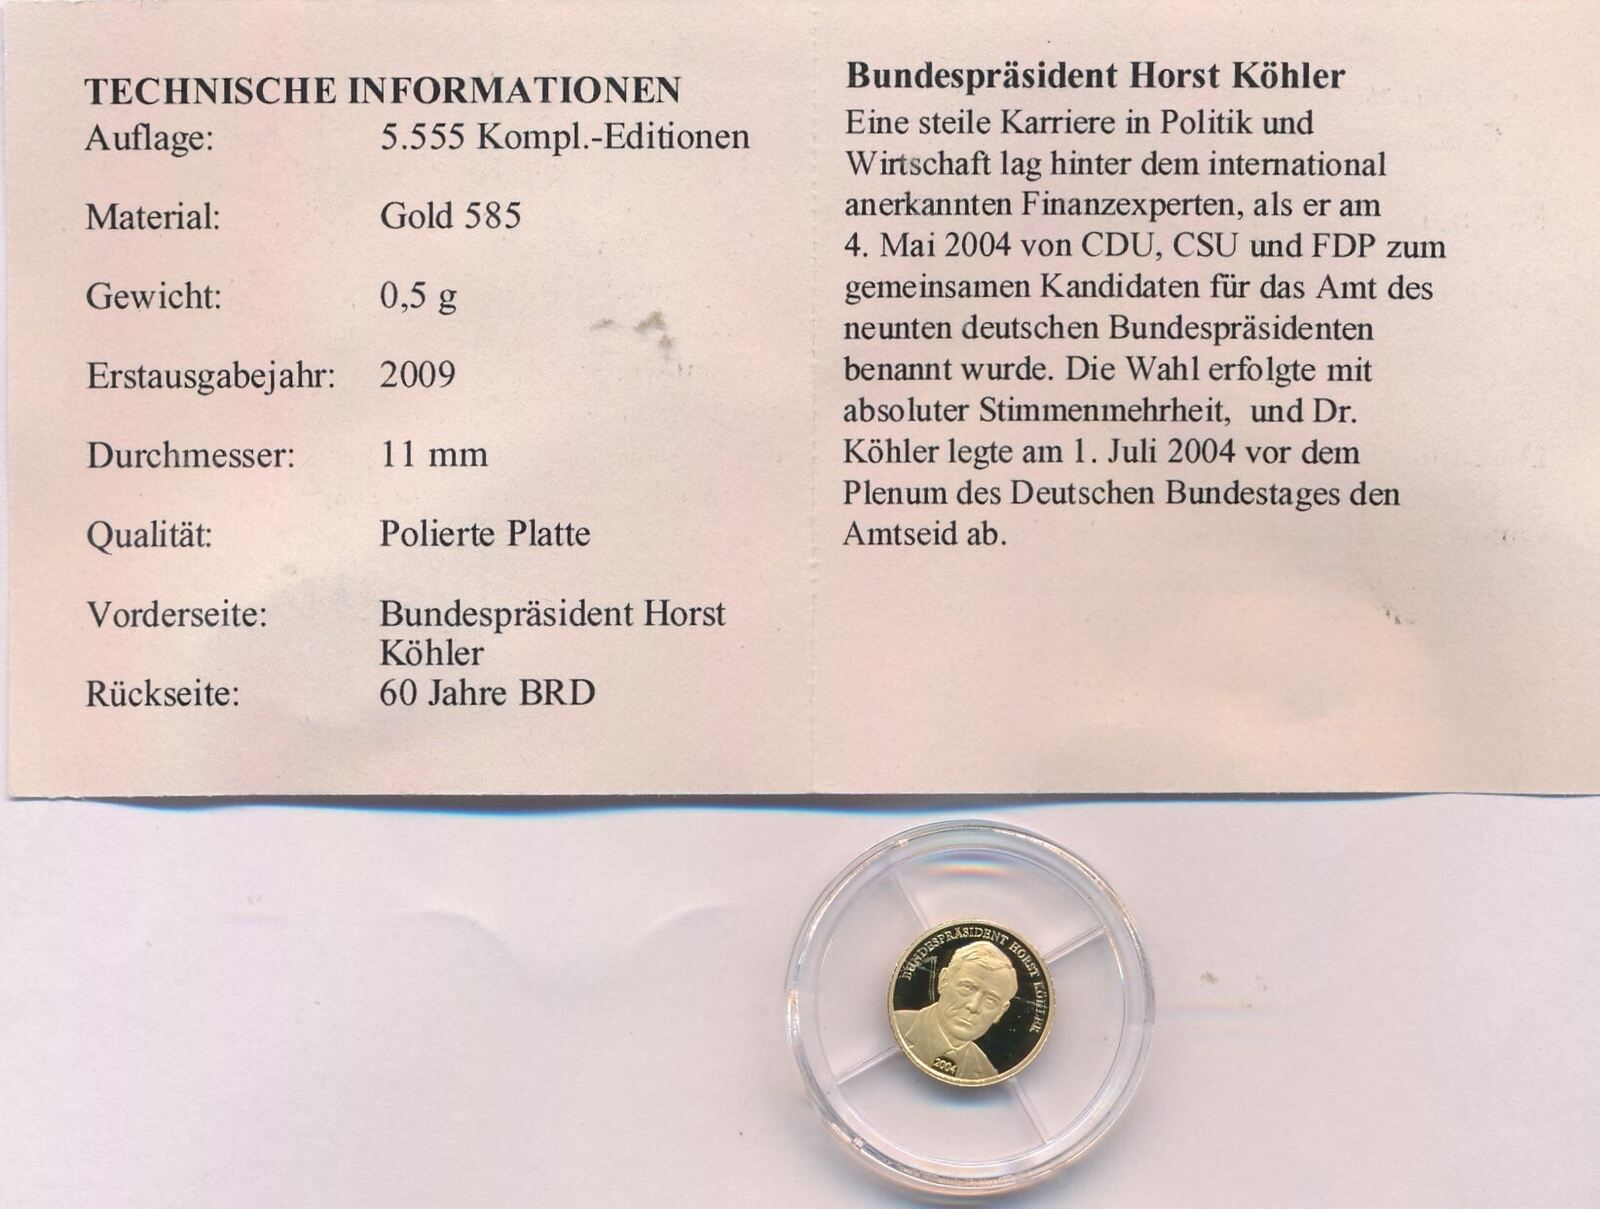 TECHNISCHE INFORMATIONEN
Auflage: 5.555 Kompl.-Editionen
Material: Gold 585
Gewicht: 0,5 g
Erstausgabejahr: 2009
Durchmesser: 11 mm
Qualität: Polierte Platte
Vorderseite: Bundespräsident Horst
Köhler
Rückseite: 60 Jahre BRD
Bundespräsident Horst Köhler
Eine steile Karriere in Politik und
Wirtschaft lag hinter dem international
anerkannten Finanzexperten, als er am
4. Mai 2004 von CDU, CSU und FDP zum
gemeinsamen Kandidaten für das Amt des
neunten deutschen Bundespräsidenten
benannt wurde. Die Wahl erfolgte mit
absoluter Stimmenmehrheit, und Dr.
Köhler legte am 1. Juli 2004 vor dem
Plenum des Deutschen Bundestages den
Amtseid ab.
BUNDESPRÄSIDENT HORST KÖHLER
2004